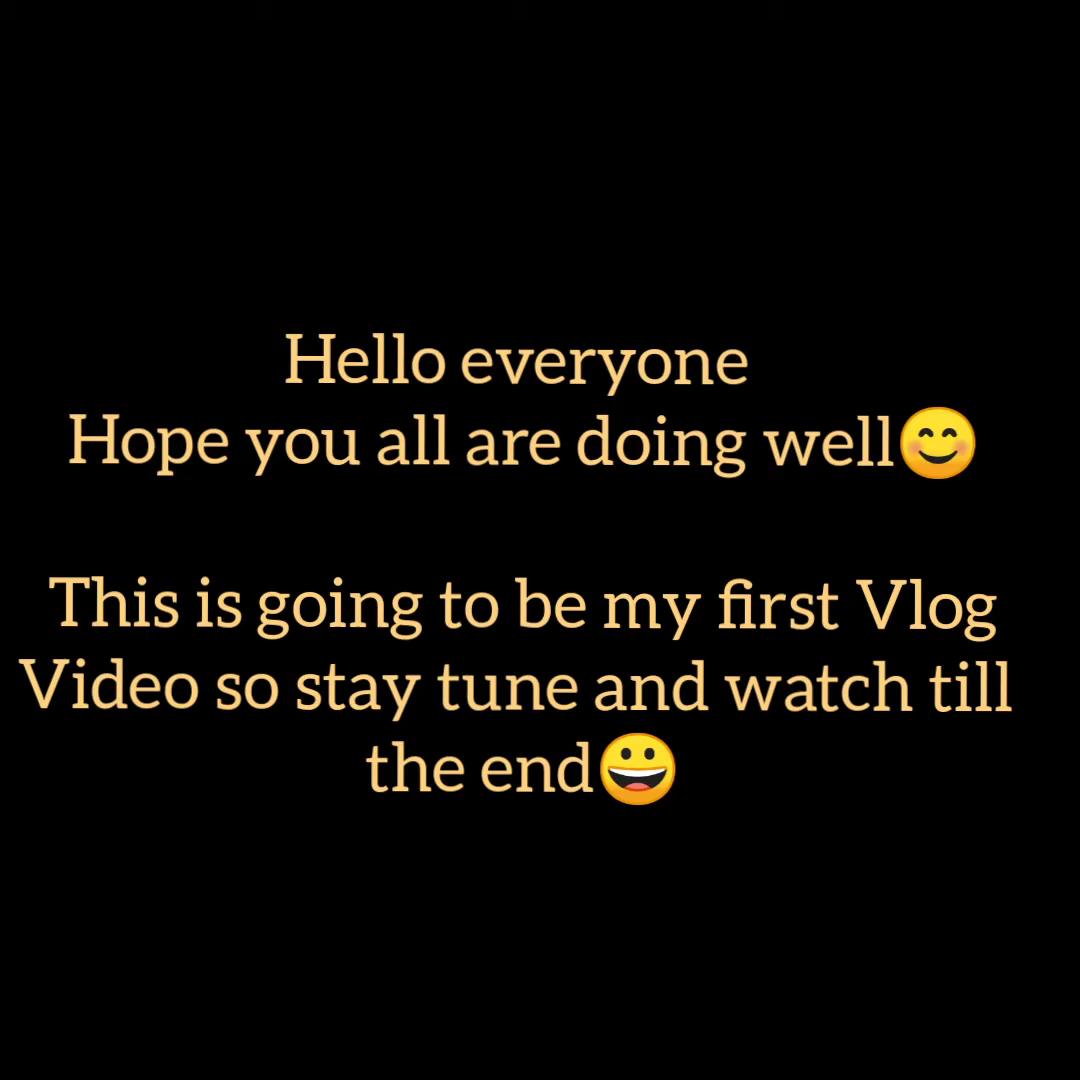 Hello everyone
Hope you all are doing well😊
This is going to be my first Vlog
Video so stay tune and watch till
the end😀